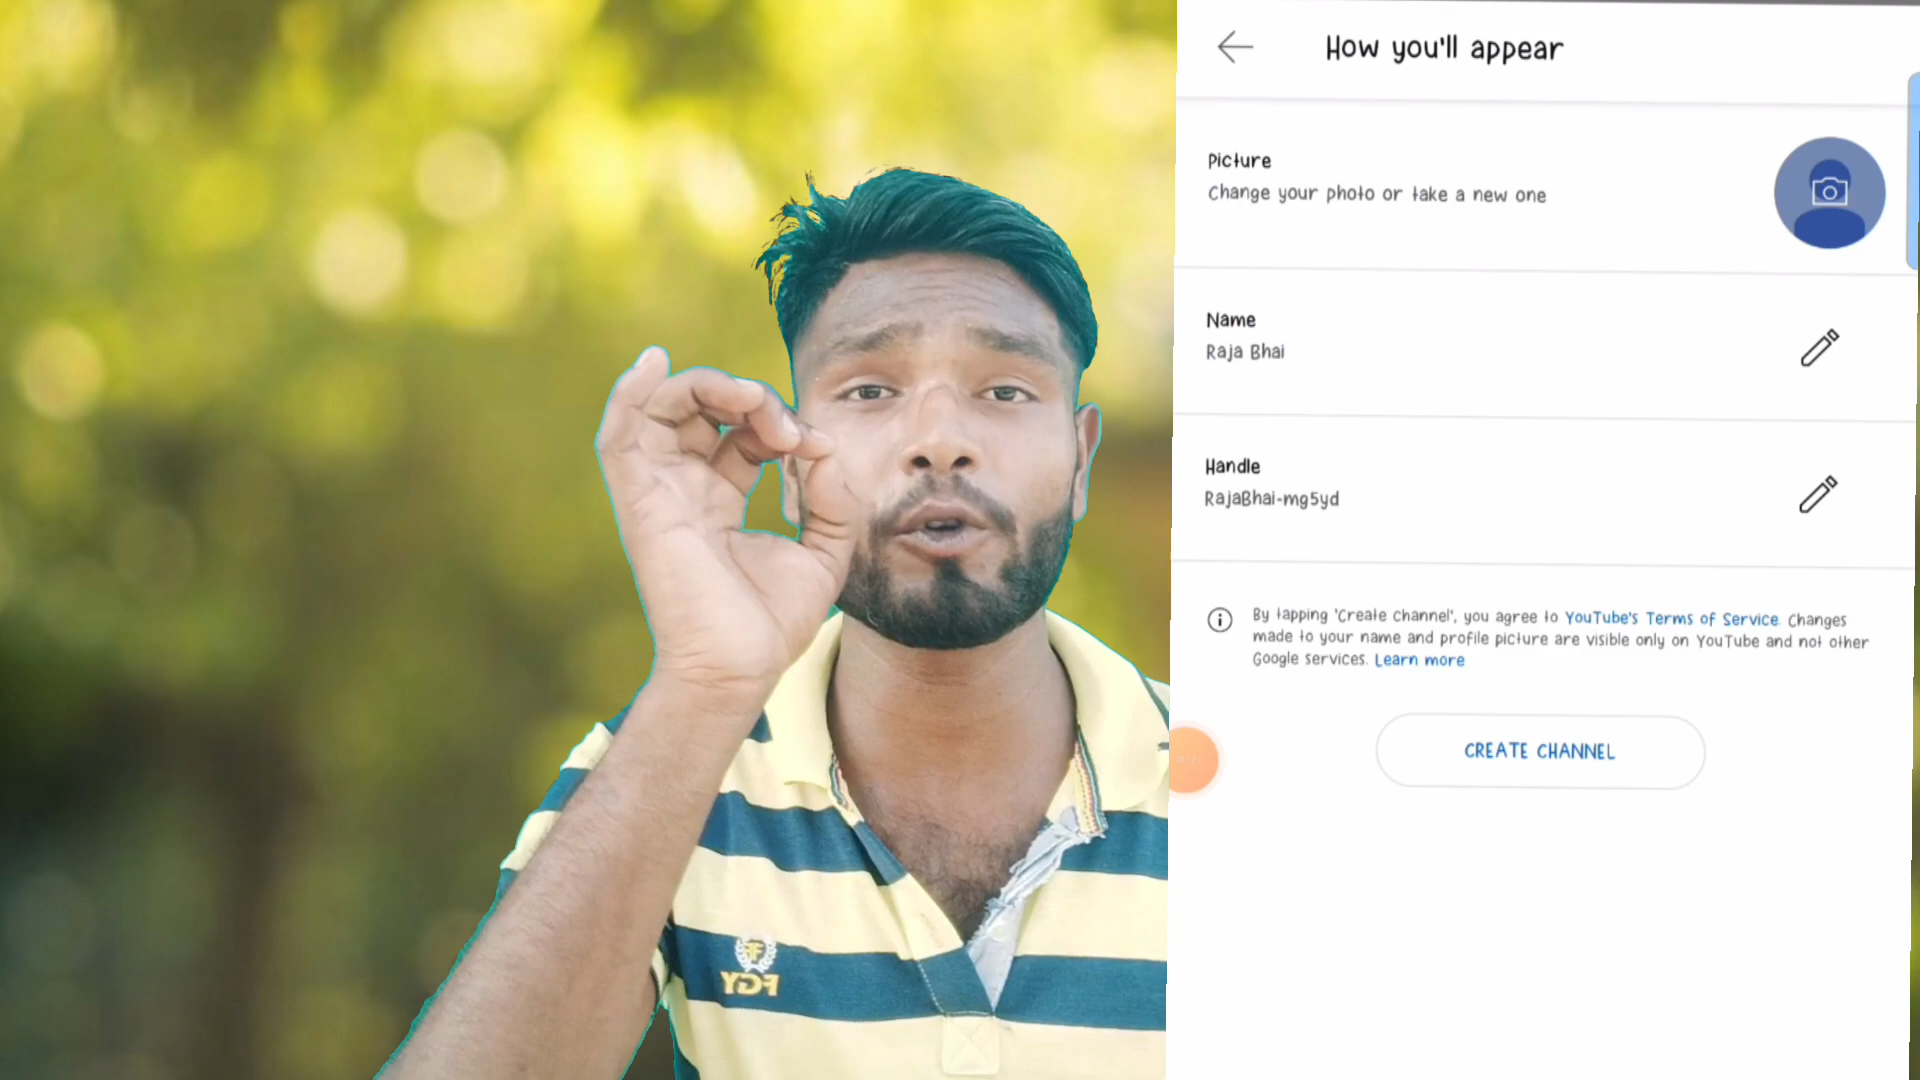 How you'll appear
Picture
Change your photo or take a new one
Name
Raja Bhai
Handle
RajaBhai-mg5yd
By tapping 'Create channel', you agree to YouTube's Terms of Service. Changes
made to your name and profile picture are visible only on YouTube and not other
Google services. Learn more
CREATE CHANNEL
FGY